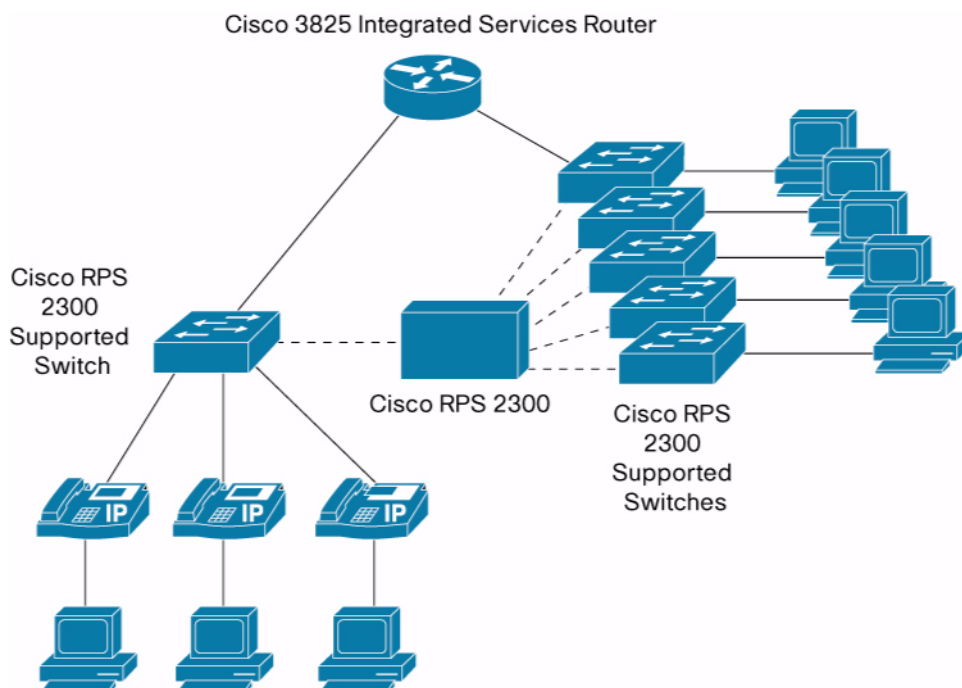 Cisco 3825 Integrated Services Router
Cisco RPS
2300
Supported
Switch
Cisco RPS 2300
Cisco RPS
2300
Supported
Switches
IP
IP
IP